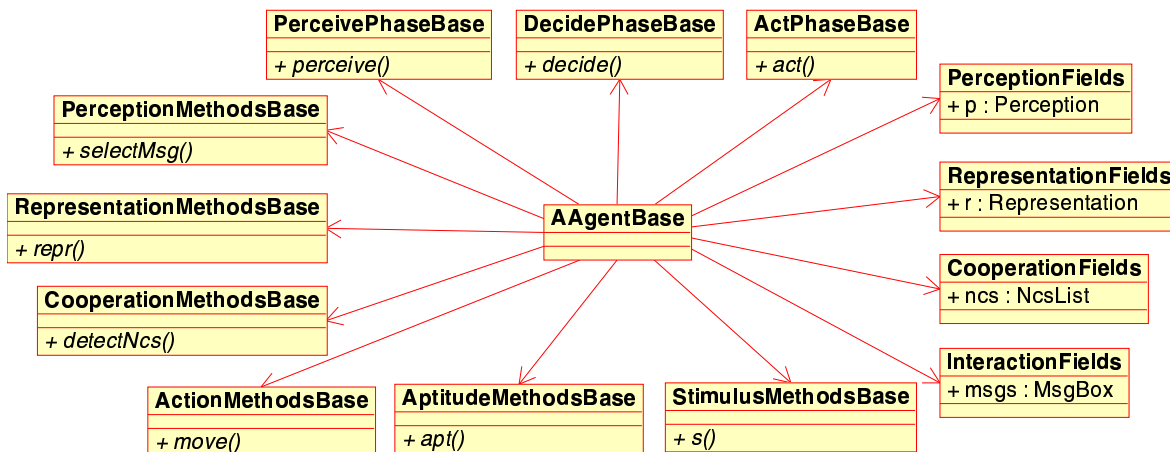 PerceivePhaseBase
+ perceive()
DecidePhaseBase
+ decide()
ActPhaseBase
+ act()
PerceptionFields
+ p : Perception
PerceptionMethodsBase
+ selectMsg()
RepresentationFields
+ r : Representation
RepresentationMethodsBase
+ repr()
AAgentBase
CooperationFields
+ ncs : NcsList
CooperationMethodsBase
+ detectNcs()
InteractionFields
+ msgs : MsgBox
ActionMethodsBase
+ move()
AptitudeMethodsBase
+ apt()
StimulusMethodsBase
+ s()